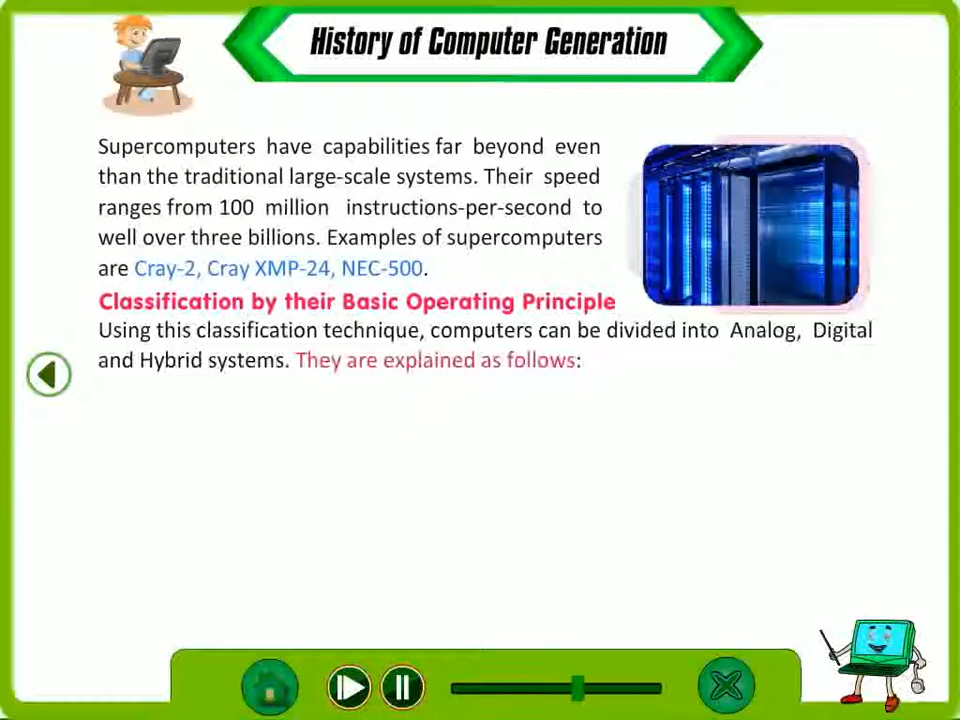 History of Computer Generation
Supercomputers have capabilities far beyond even
than the traditional large-scale systems. Their speed
ranges from 100 million instructions-per-second to
well over three billions. Examples of supercomputers
are Cray-2, Cray XMP-24, NEC-500.
Classification by their Basic Operating Principle
Using this classification technique, computers can be divided into Analog, Digital
and Hybrid systems. They are explained as follows: